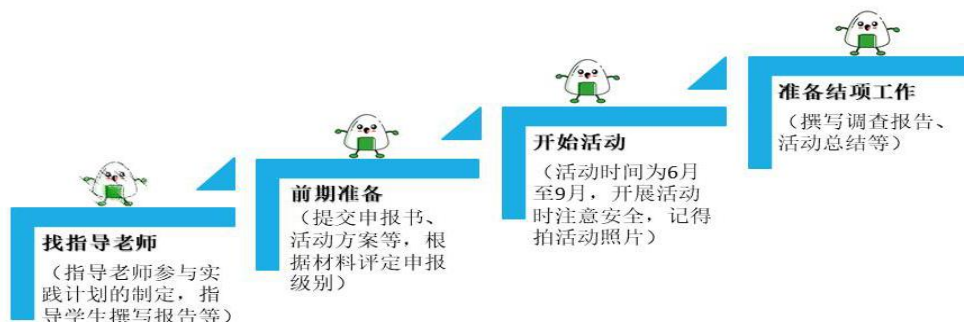 找指导老师
（指导老师参与实
践计划的制定，指
导学生撰写报告等）
前期准备
（提交申报书、
活动方案等，根
据材料评定申报
级别）
开始活动
（活动时间为6月
至9月，开展活动
时注意安全，记得
拍活动照片）
准备结项工作
（撰写调查报告、
活动总结等）